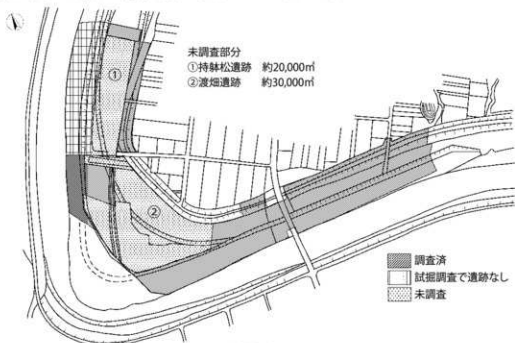 未調査部分
①持躰松遺跡 約20,000㎡
②渡畑遺跡 約30,000㎡
①
②
調査済
試掘調査で遺跡なし
未調査